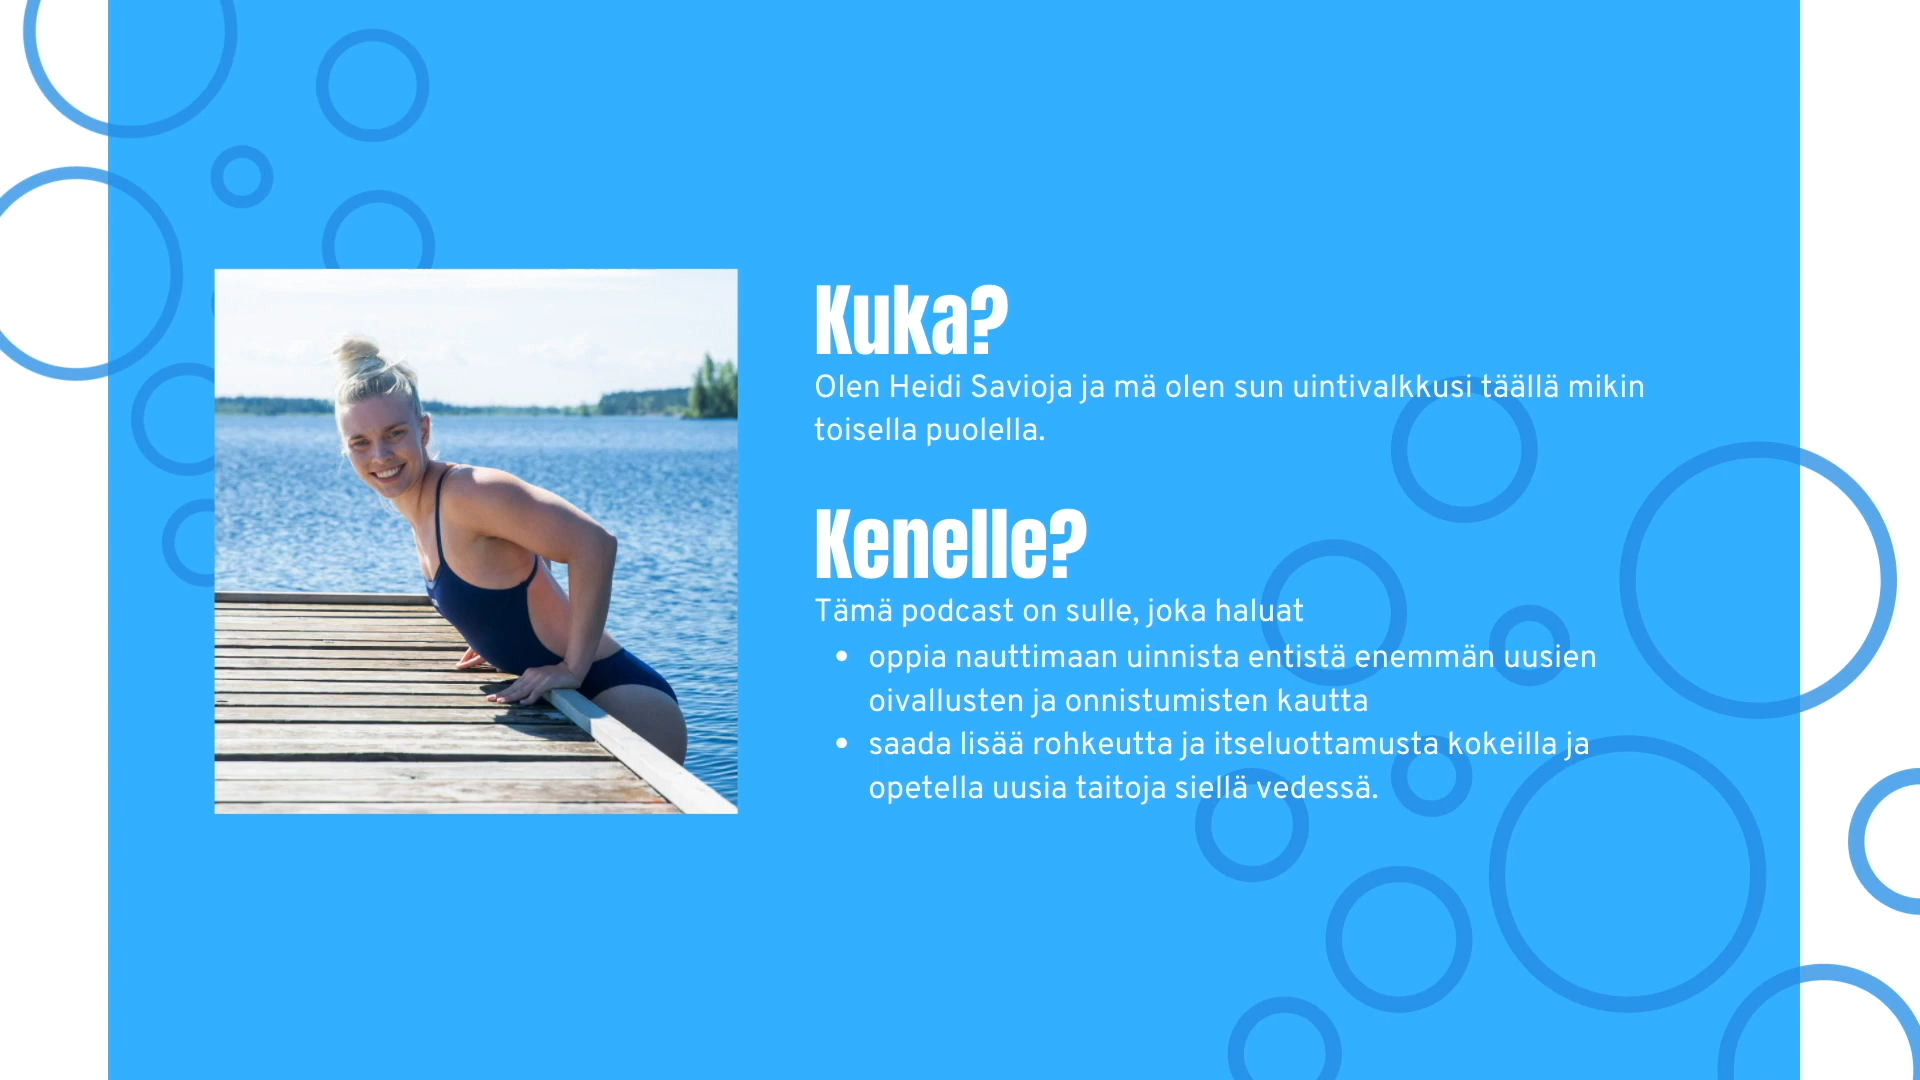 Kuka?
Olen Heidi Savioja ja mä olen sun uintivalkkusi täällä mikin
toisella puolella.
Kenelle?
Tämä podcast on sulle, joka haluat
• oppia nauttimaan uinnista entistä enemmän uusien
oivallusten ja onnistumisten kautta
• saada lisää rohkeutta ja itseluottamusta kokeilla ja
opetella uusia taitoja siellä vedessä.